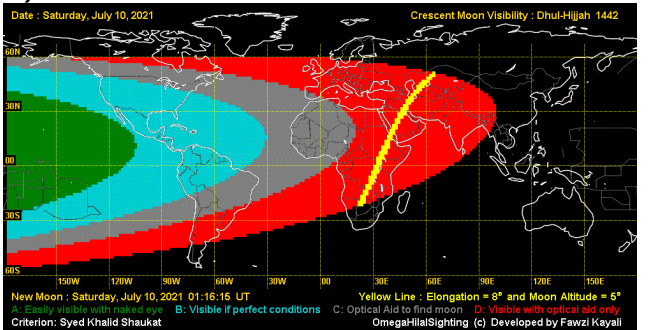 Date : Saturday, July 10, 2021
Crescent Moon Visibility : Dhul-Hijjah 1442
60N
30N
00
30S
60S
150W
120W
90W
60W
30W
00
30E
60E
90E
120E
150E
New Moon : Saturday, July 10, 2021 01:16:15 UT
Yellow Line : Elongation = 8° and Moon Altitude = 5°
A: Easily visible with naked eye
B: Visible if perfect conditions
C: Optical Aid to find moon
D: Visible with optical aid only
Criterion: Syed Khalid Shaukat
OmegaHilalSighting (c) Developed by Fawzi Kayali